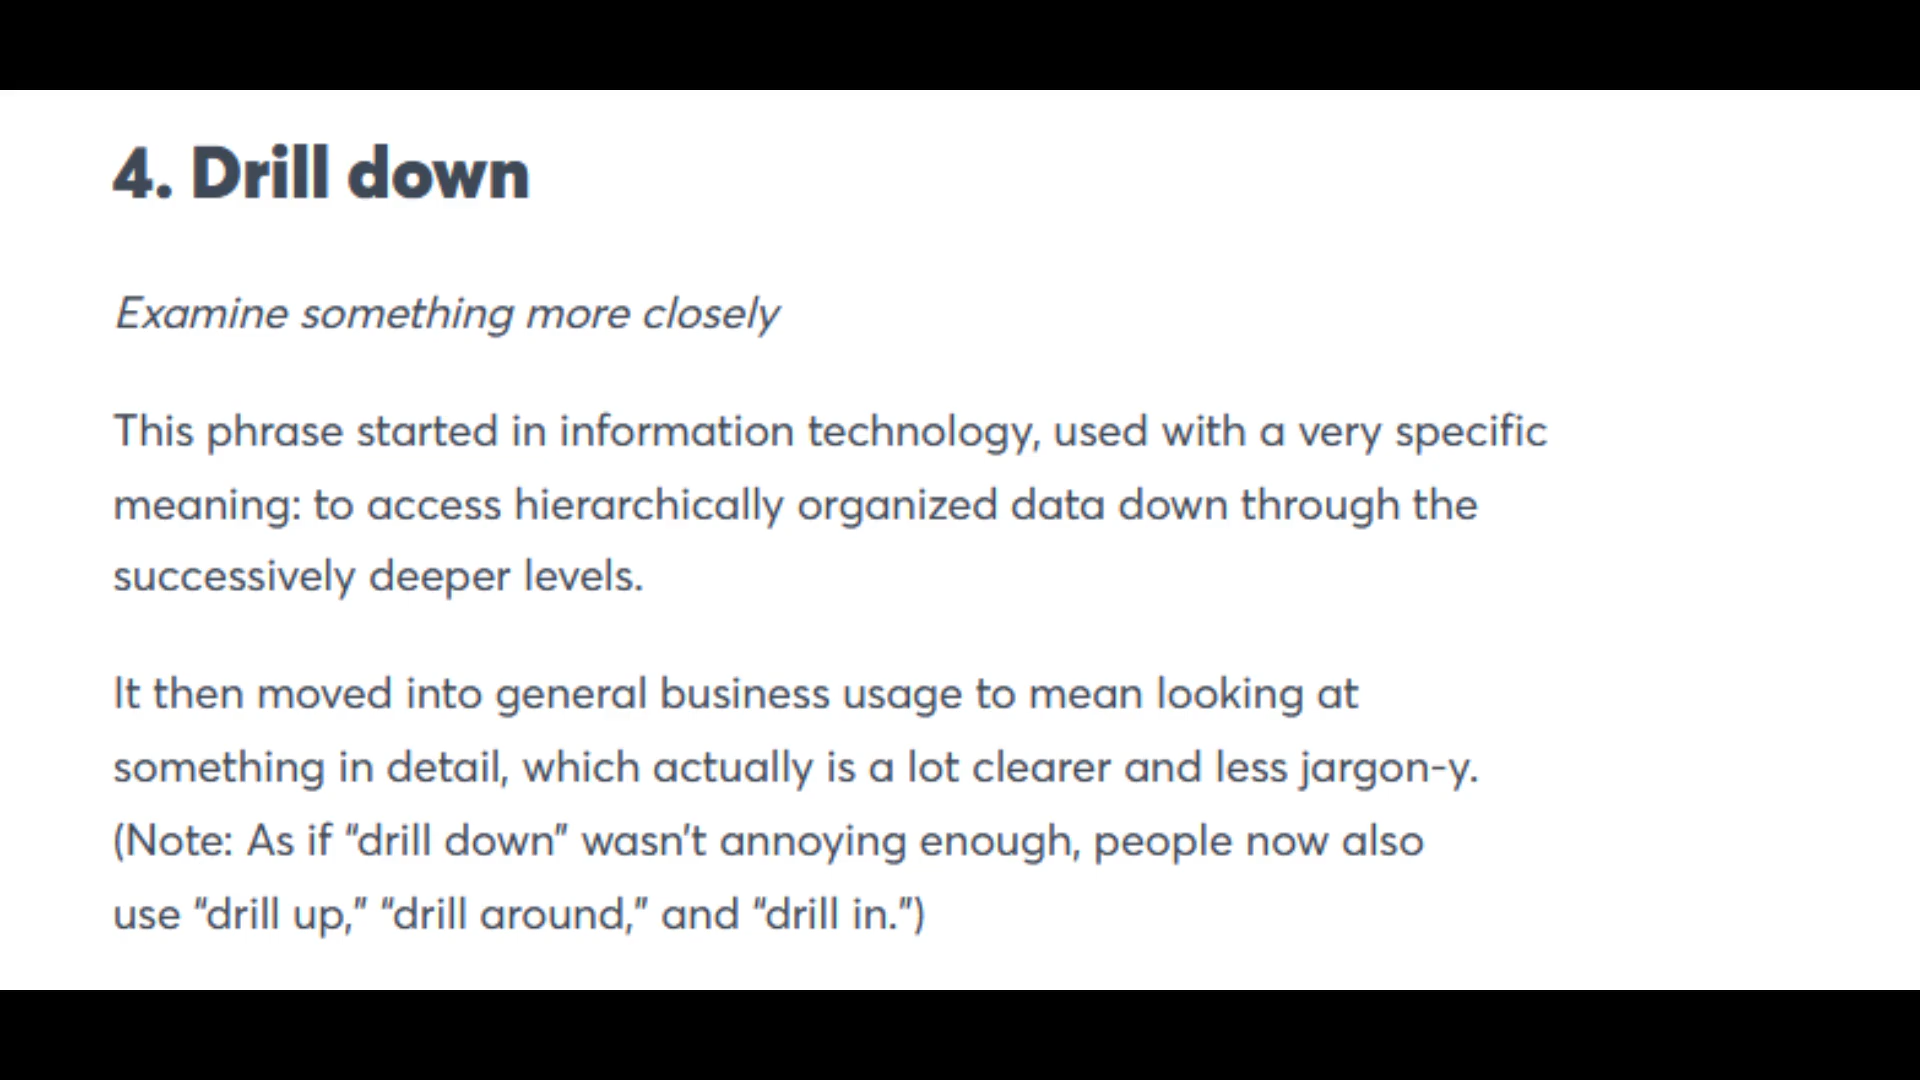 4. Drill down
Examine something more closely
This phrase started in information technology, used with a very specific
meaning: to access hierarchically organized data down through the
successively deeper levels.
It then moved into general business usage to mean looking at
something in detail, which actually is a lot clearer and less jargon-y.
(Note: As if “drill down” wasn’t annoying enough, people now also
use “drill up,” “drill around,” and “drill in.”)